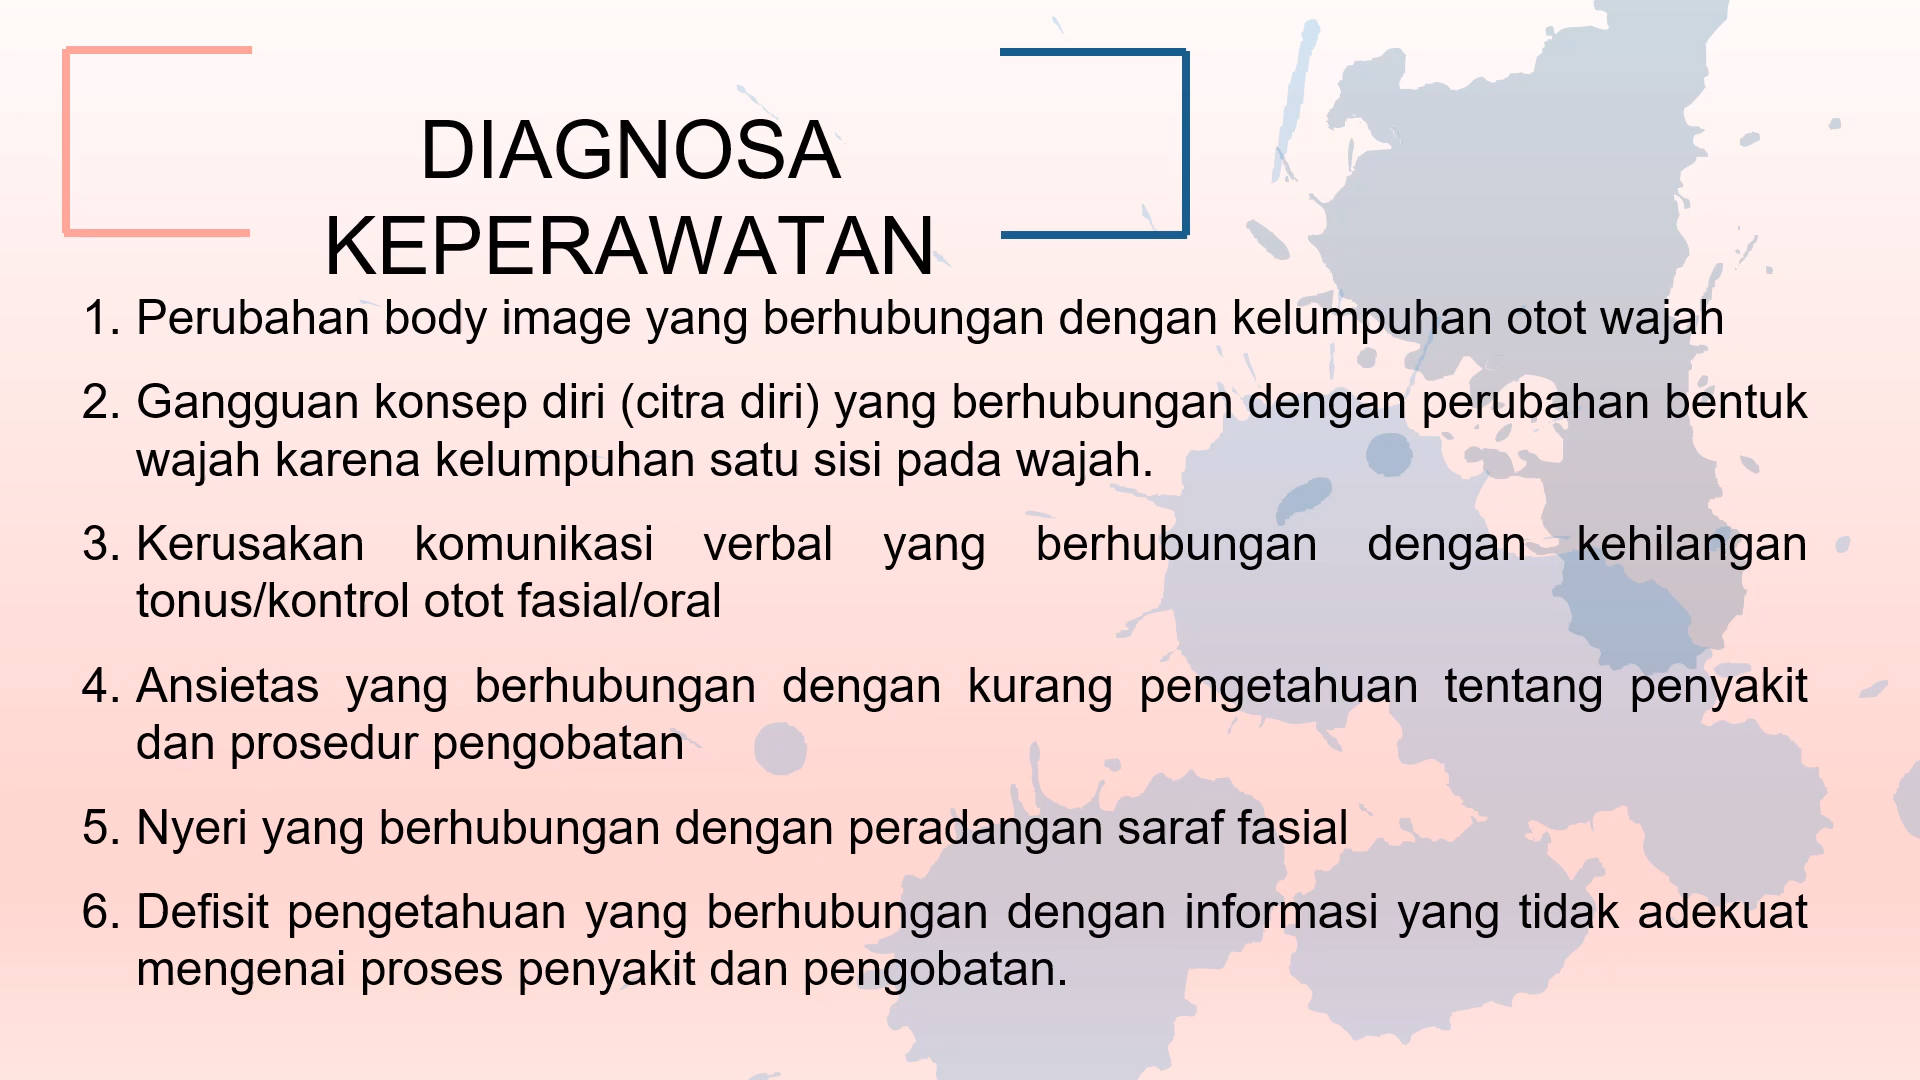 DIAGNOSA
KEPERAWATAN
1. Perubahan body image yang berhubungan dengan kelumpuhan otot wajah
2. Gangguan konsep diri (citra diri) yang berhubungan dengan perubahan bentuk
wajah karena kelumpuhan satu sisi pada wajah.
3. Kerusakan komunikasi verbal yang berhubungan dengan kehilangan
tonus/kontrol otot fasial/oral
4. Ansietas yang berhubungan dengan kurang pengetahuan tentang penyakit
dan prosedur pengobatan
5. Nyeri yang berhubungan dengan peradangan saraf fasial
6. Defisit pengetahuan yang berhubungan dengan informasi yang tidak adekuat
mengenai proses penyakit dan pengobatan.